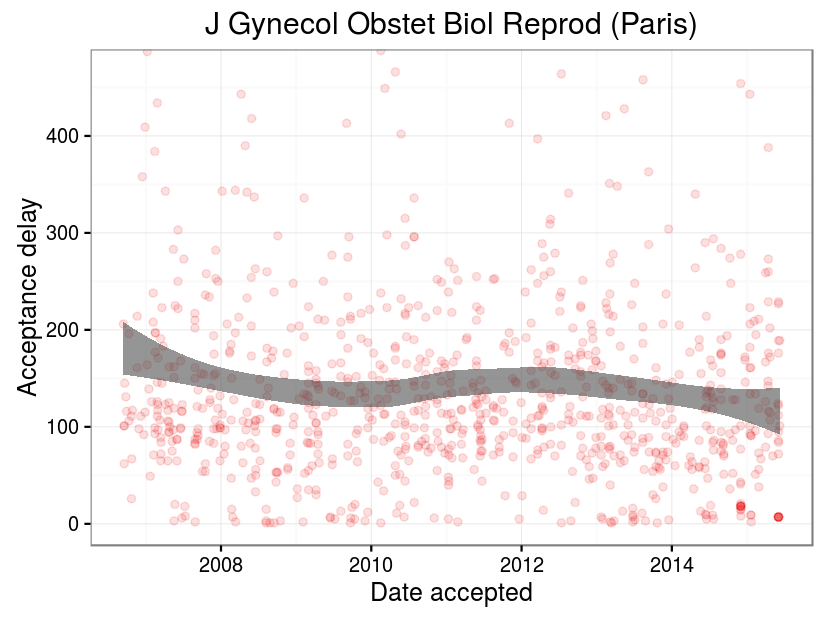 J Gynecol Obstet Biol Reprod (Paris)
Acceptance delay
400
300
200
100
0
2008 2010 2012 2014
Date accepted